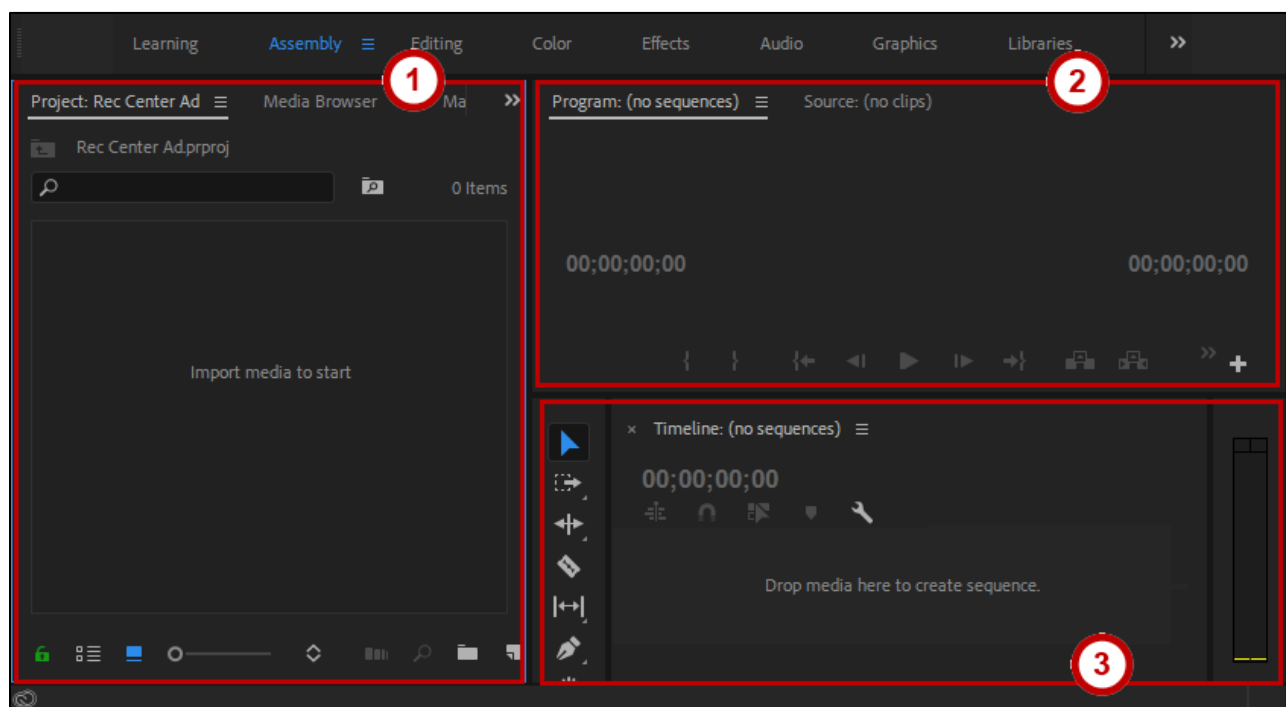 Learning Assembly Editing Color Effects Audio Graphics Libraries
1
2
Project: Rec Center Ad Media Browser Ma
Rec Center Ad.prproj
0 Items
Import media to start
Program: (no sequences) Source: (no clips)
00;00;00;00 00;00;00;00
× Timeline: (no sequences)
00;00;00;00
Drop media here to create sequence.
3